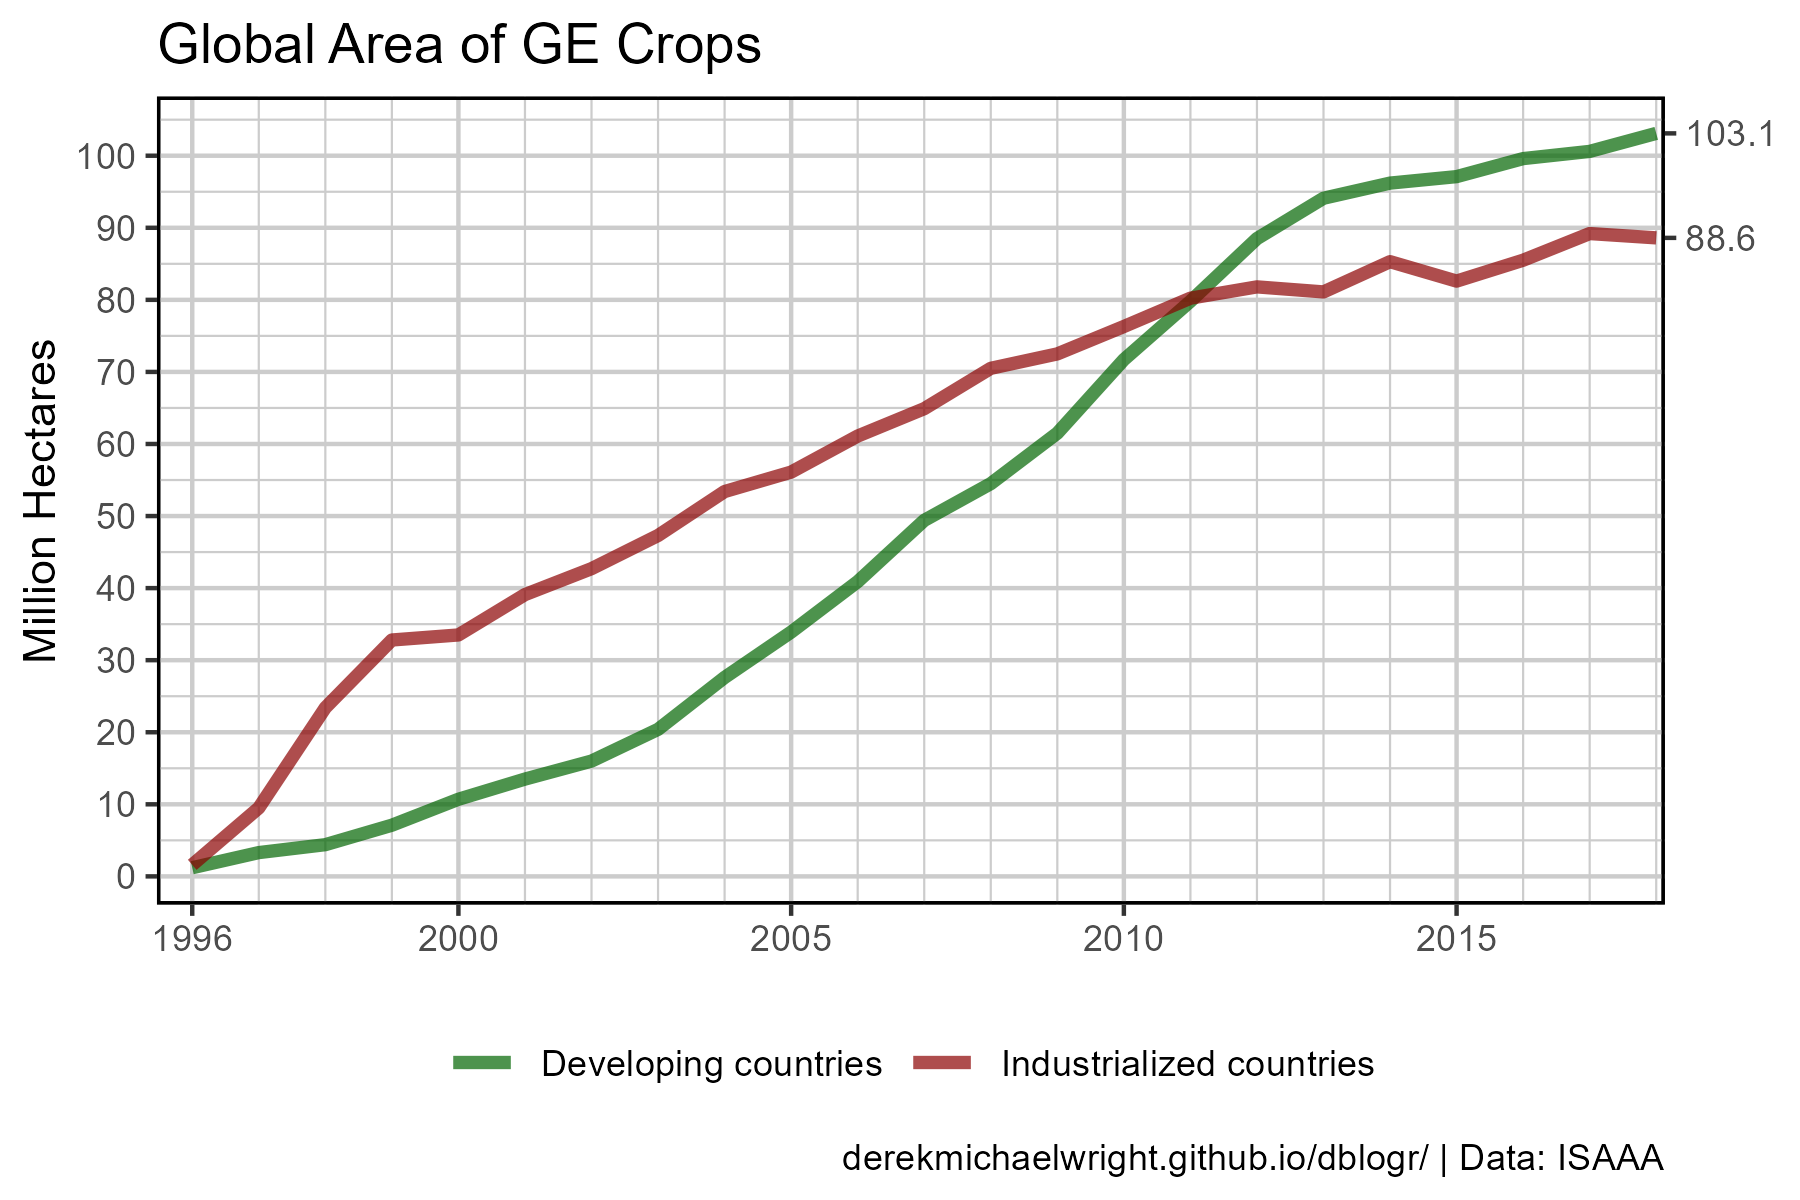 Global Area of GE Crops
Million Hectares
100
90
80
70
60
50
40
30
20
10
0
103.1
88.6
1996 2000 2005 2010 2015
Developing countries Industrialized countries
derekmichaelwright.github.io/dblogr/ | Data: ISAAA